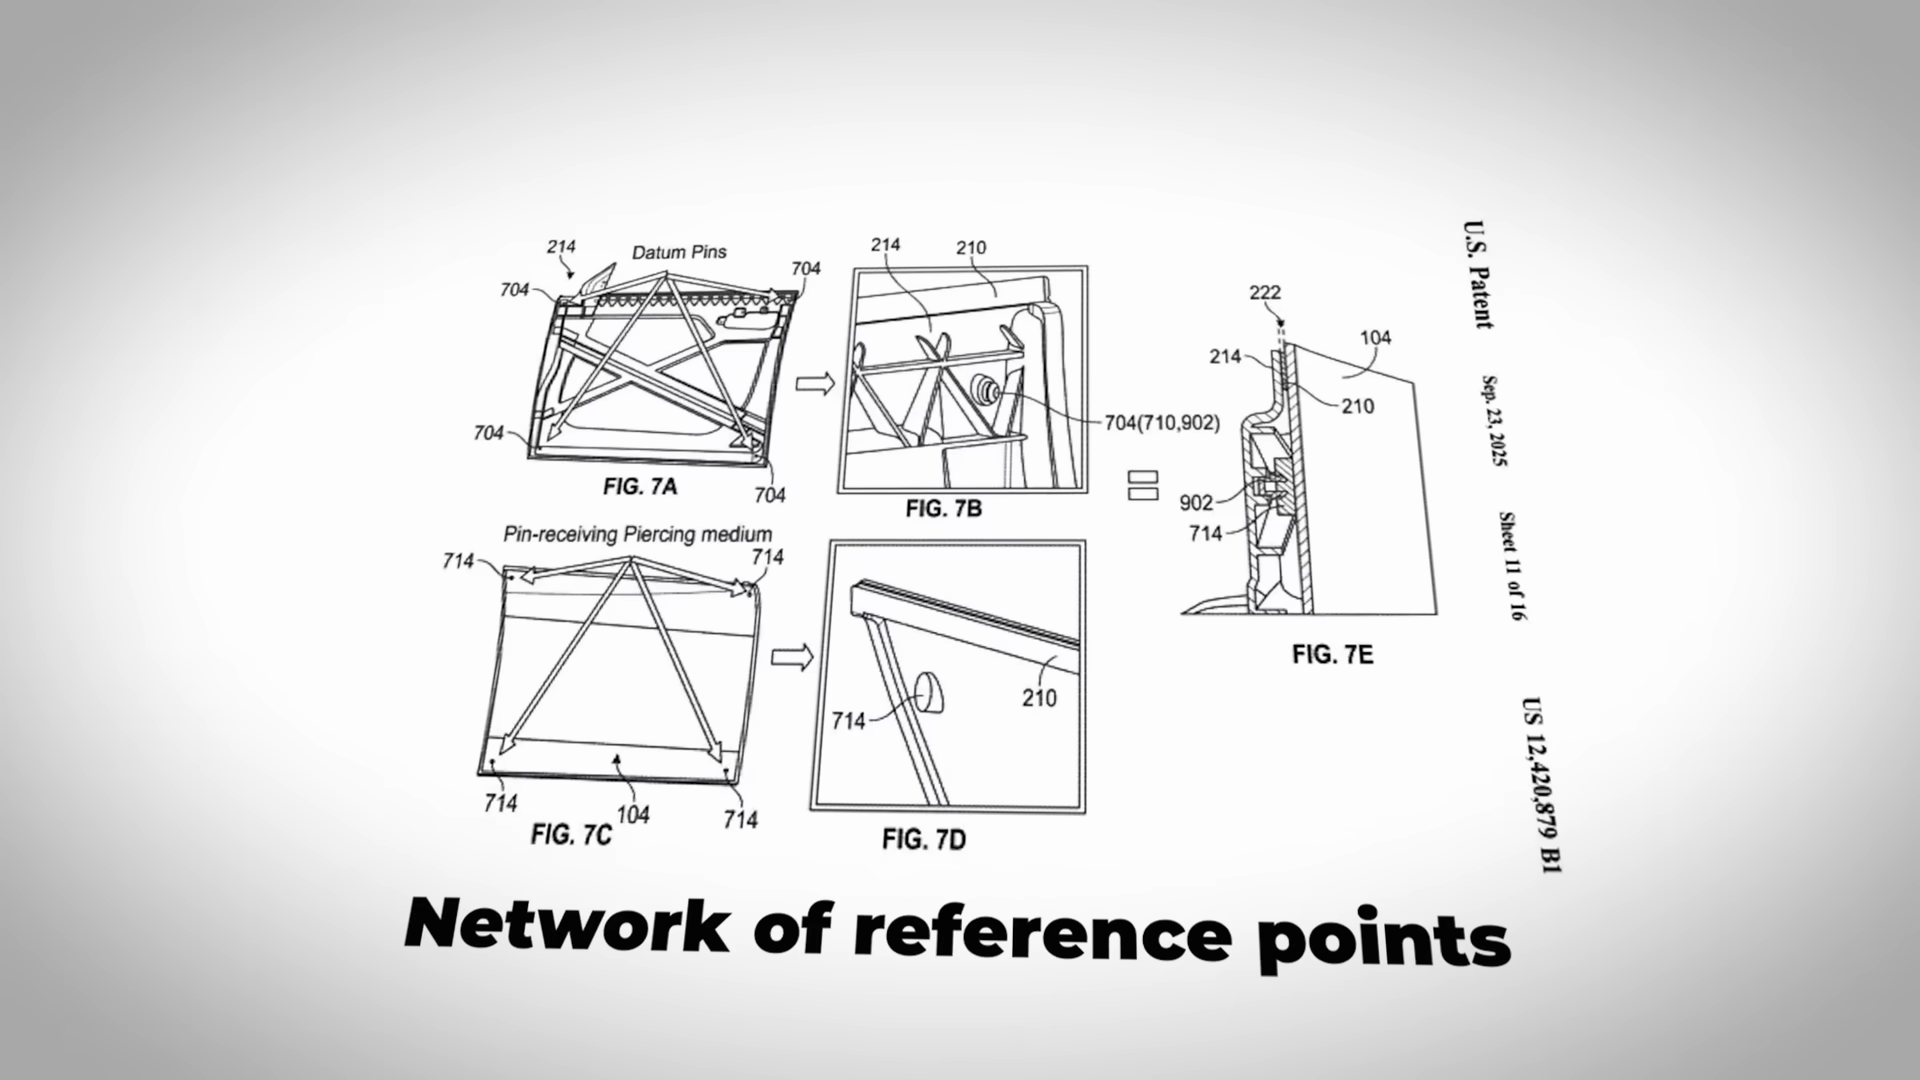 214
Datum Pins
704
704
704
704
FIG. 7A
214
210
704(710,902)
FIG. 7B
Pin-receiving Piercing medium
714
714
714
104
714
FIG. 7C
714
210
FIG. 7D
222
104
214
210
902
714
FIG. 7E
U.S. Patent
Sep. 23, 2025
Sheet 11 of 16
US 12,420,879 B1
Network of reference points